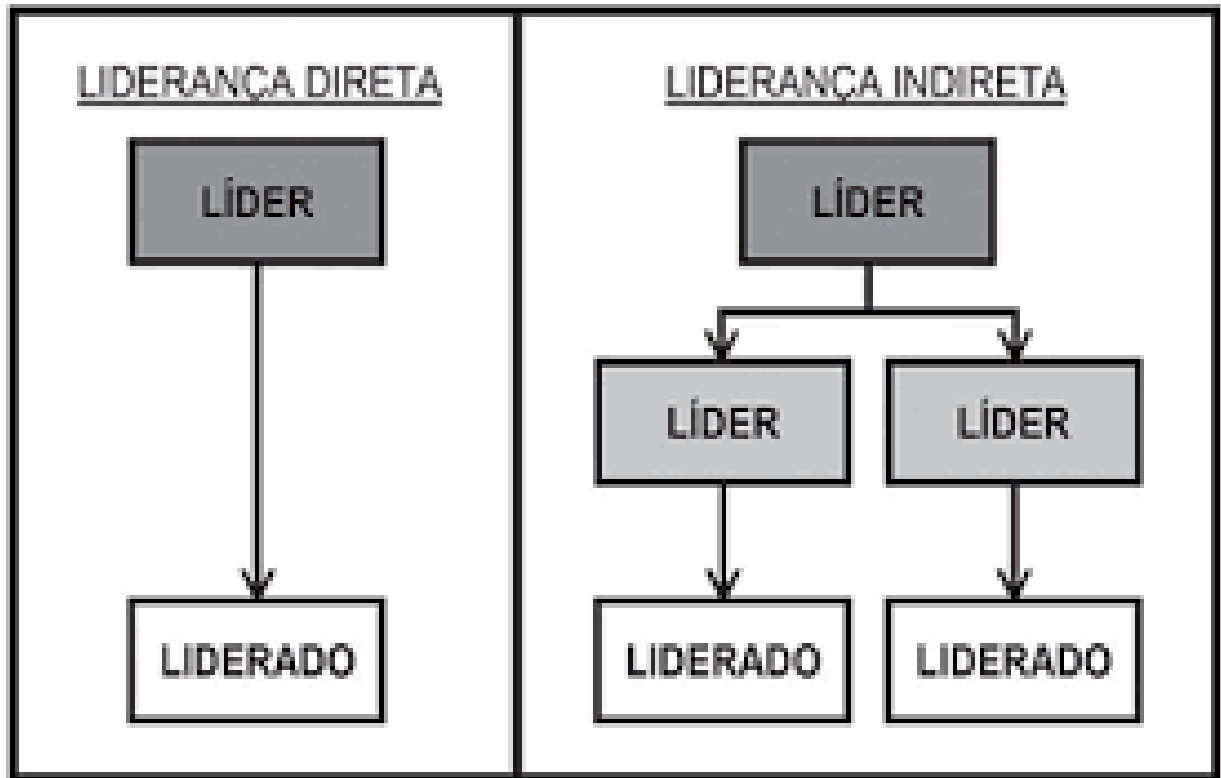 LIDERANÇA DIRETA
LÍDER
LIDERADO
LIDERANÇA INDIRETA
LÍDER
LÍDER
LÍDER
LIDERADO
LIDERADO